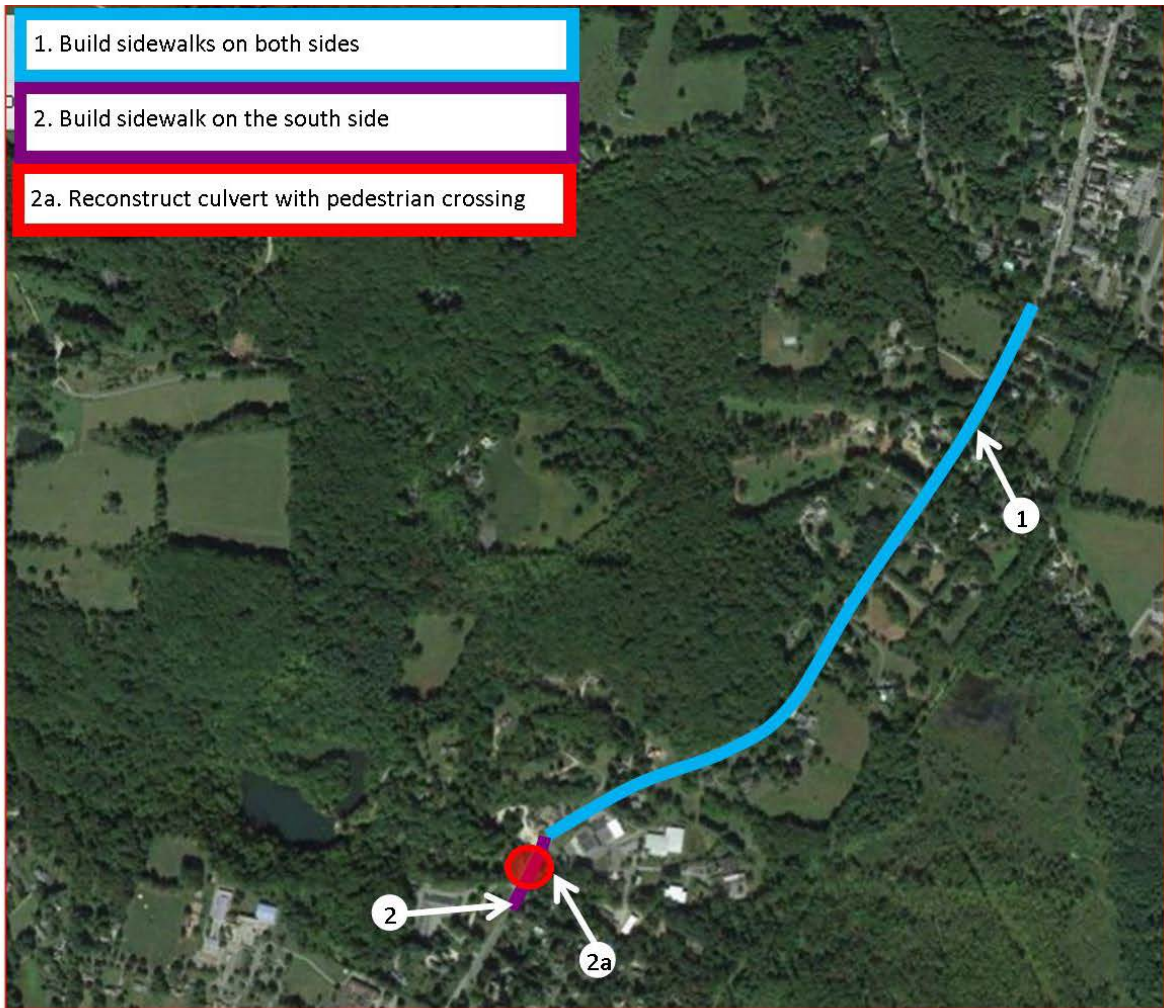 1. Build sidewalks on both sides
2. Build sidewalk on the south side
2a. Reconstruct culvert with pedestrian crossing
1
2
2a